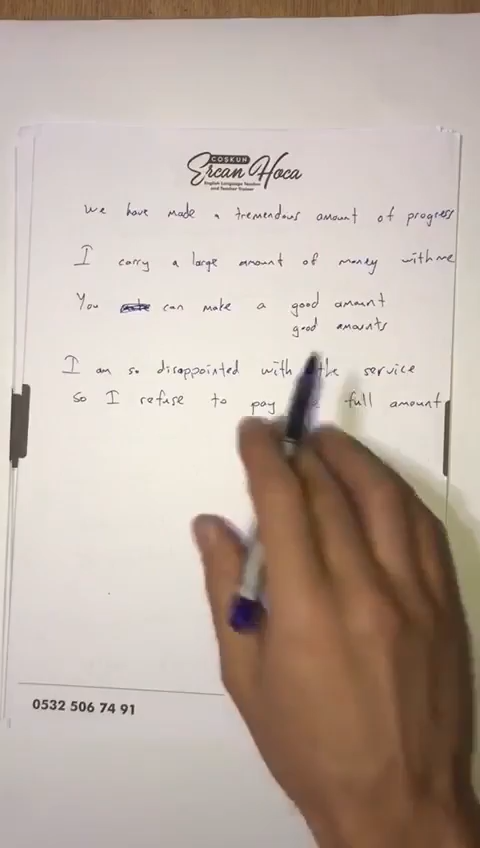 COSKUN
Ercan Hoca
English Language Teacher
and Teacher Trainer
We have made a tremendous amount of progress
I carry a large amount of money with me
You can make a good amount
good amounts
I am so disappointed with the service
so I refuse to pay full amount
0532 506 74 91